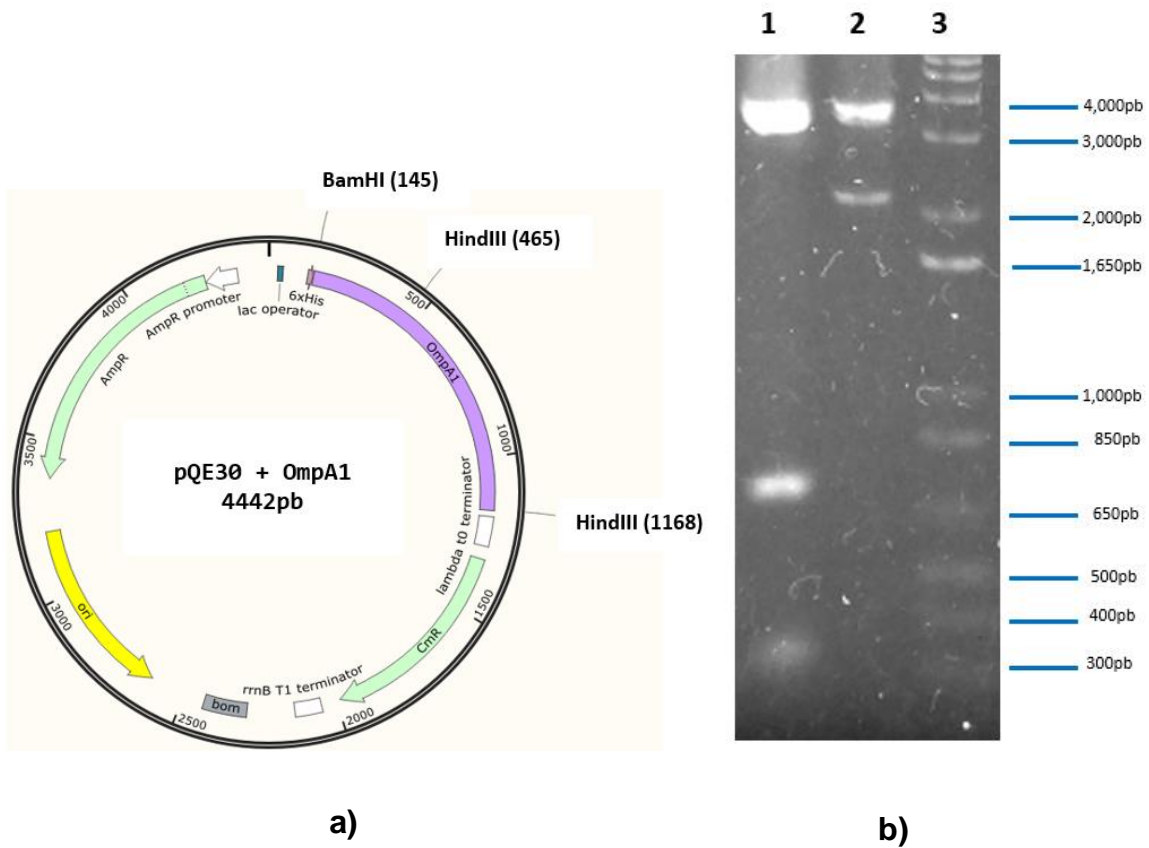 BamHI (145)
HindIII (465)
HindIII (1168)
500
1000
1500
2000
2500
3000
3500
4000
AmpR promoter
lac operator
6xHis
OmpA1
AmpR
pQE30 + OmpA1
4442pb
lambda t0 terminator
CmR
rrnB T1 terminator
bom
ori
a)
1 2 3
4,000pb
3,000pb
2,000pb
1,650pb
1,000pb
850pb
650pb
500pb
400pb
300pb
b)